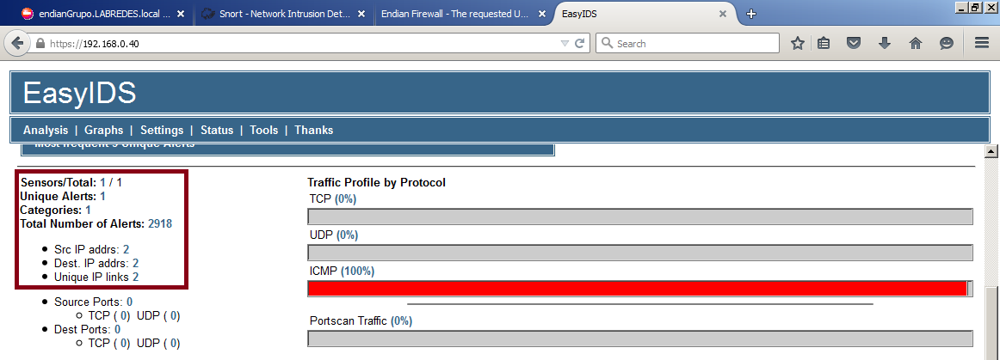 endianGrupo.LABREDES.local ...
Snort - Network Intrusion Det...
Endian Firewall - The requested U...
EasyIDS
https://192.168.0.40
Search
EasyIDS
Analysis | Graphs | Settings | Status | Tools | Thanks
Most frequent 5 Unique Alerts
Sensors/Total: 1 / 1
Unique Alerts: 1
Categories: 1
Total Number of Alerts: 2918
Src IP addrs: 2
Dest. IP addrs: 2
Unique IP links 2
Source Ports: 0
TCP ( 0) UDP ( 0)
Dest Ports: 0
TCP ( 0) UDP ( 0)
Traffic Profile by Protocol
TCP (0%)
UDP (0%)
ICMP (100%)
Portscan Traffic (0%)